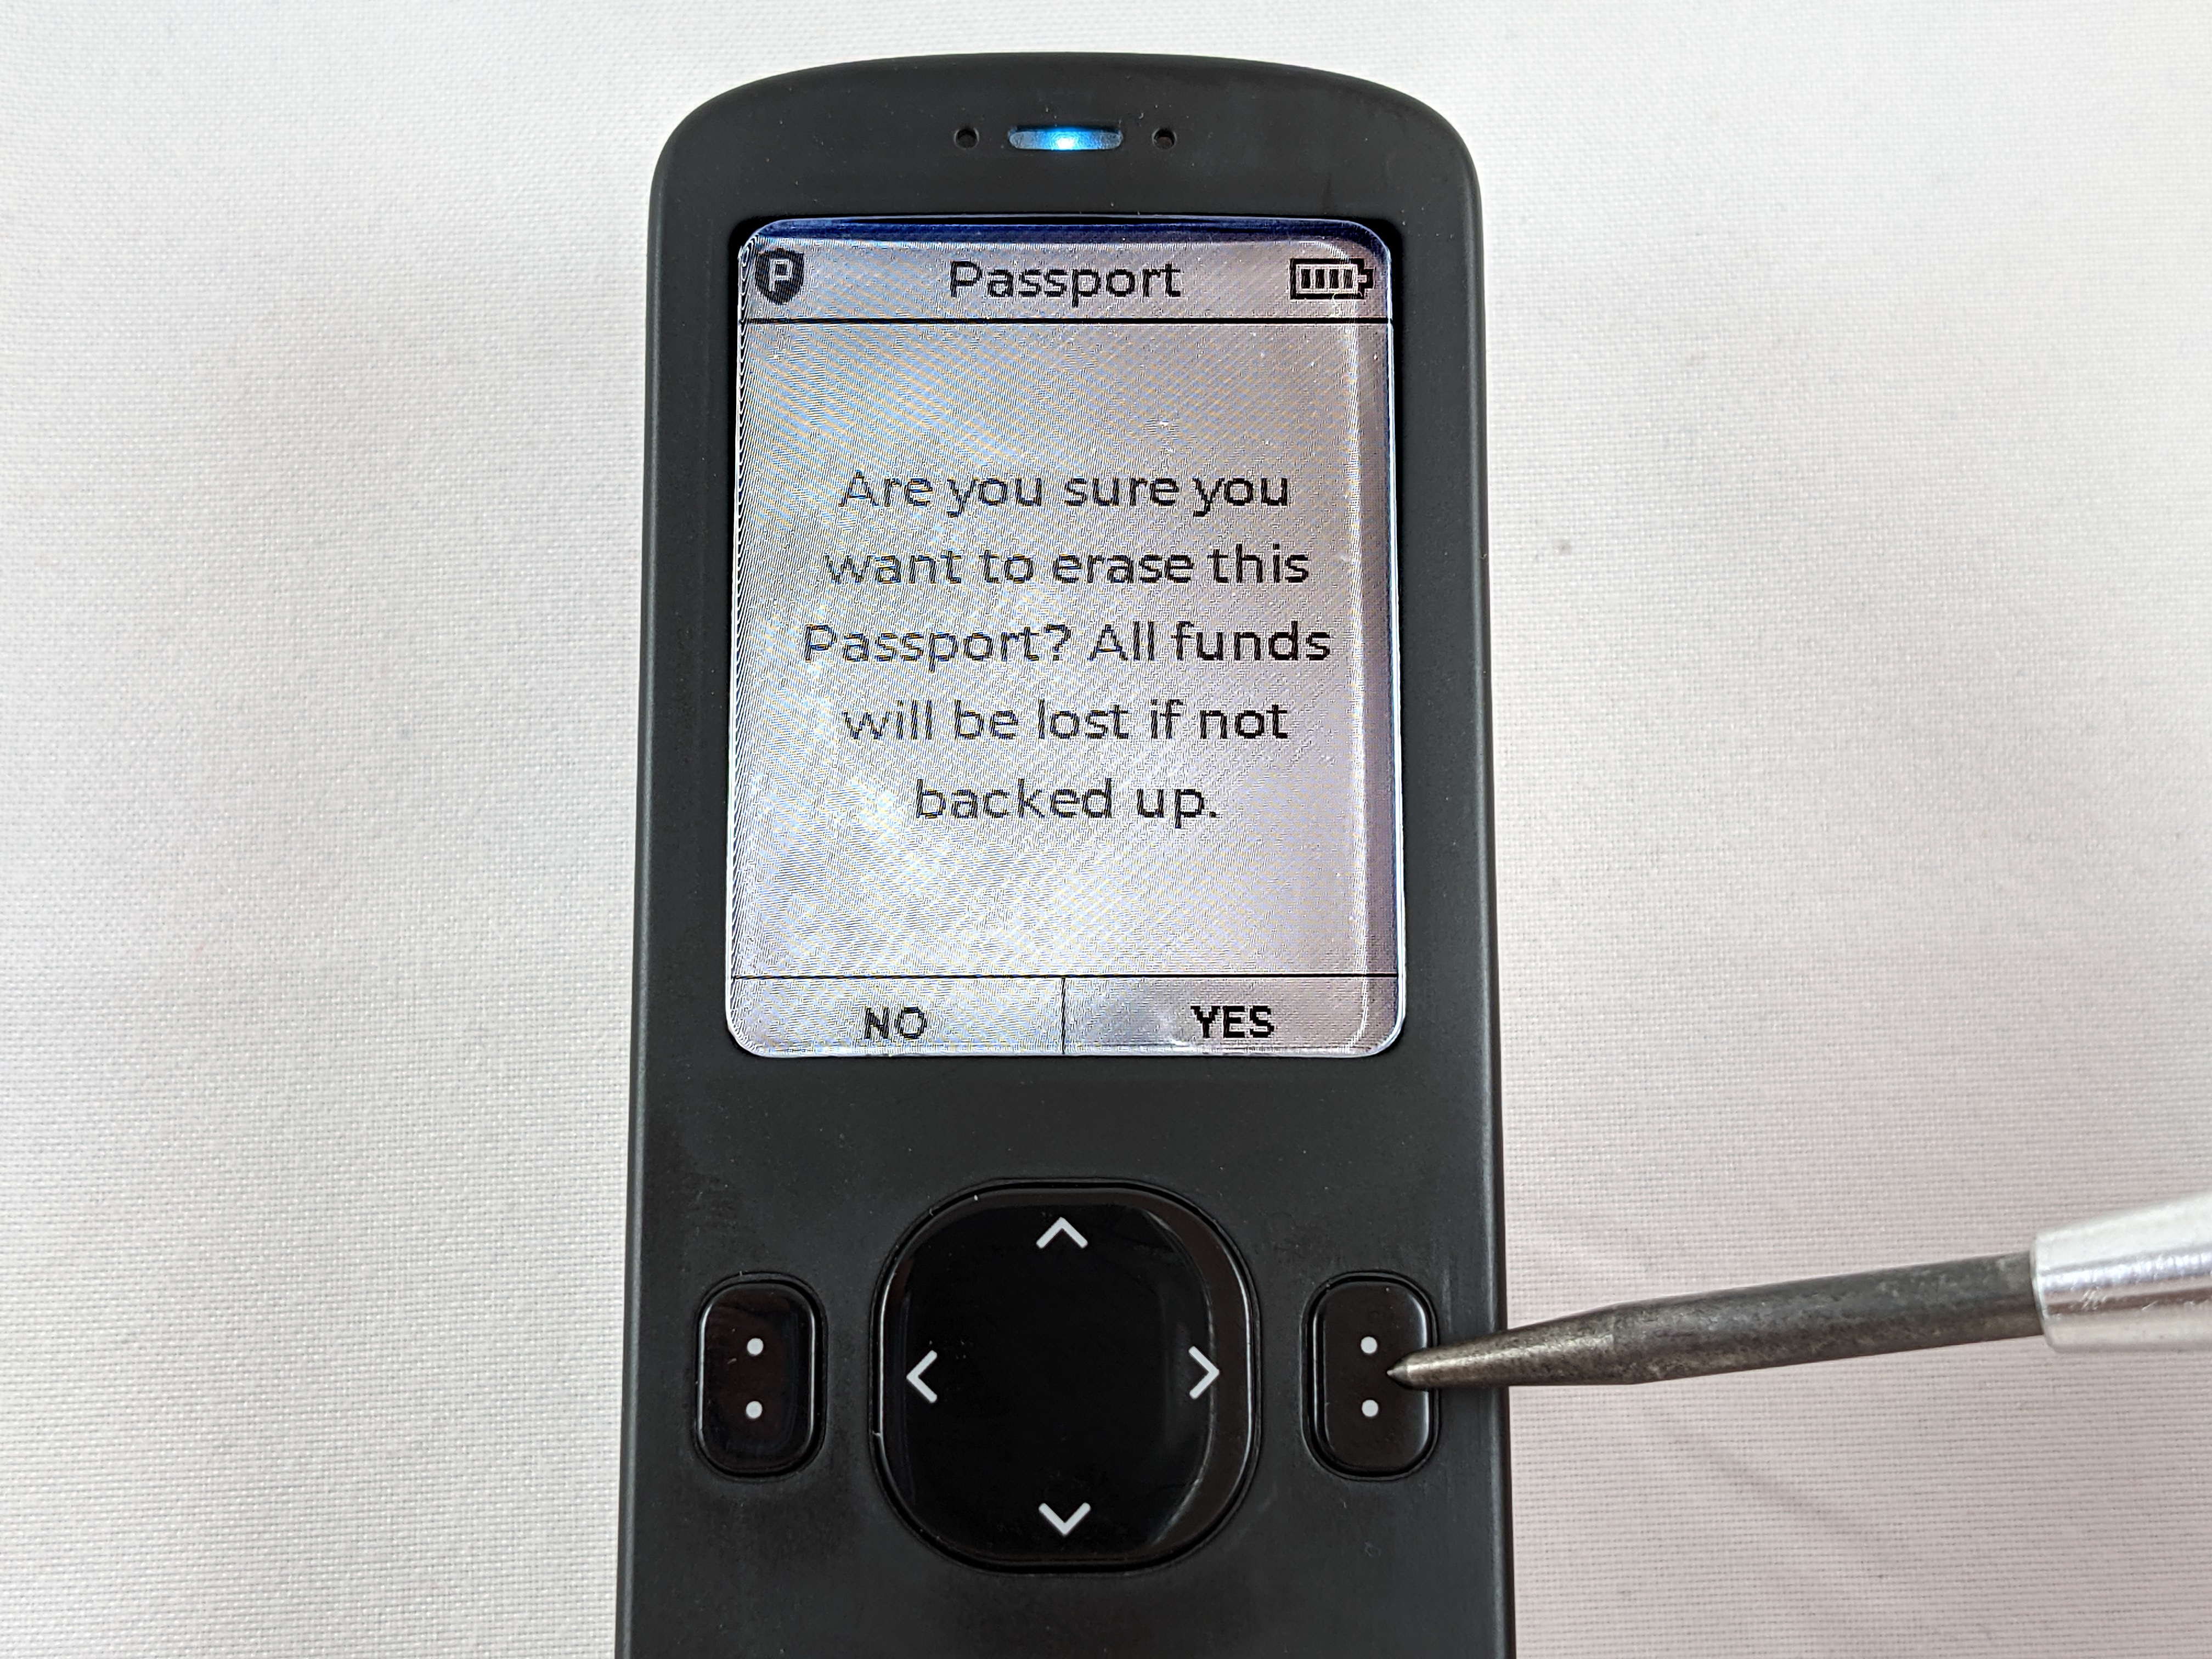 P Passport
Are you sure you
want to erase this
Passport? All funds
will be lost if not
backed up.
NO YES